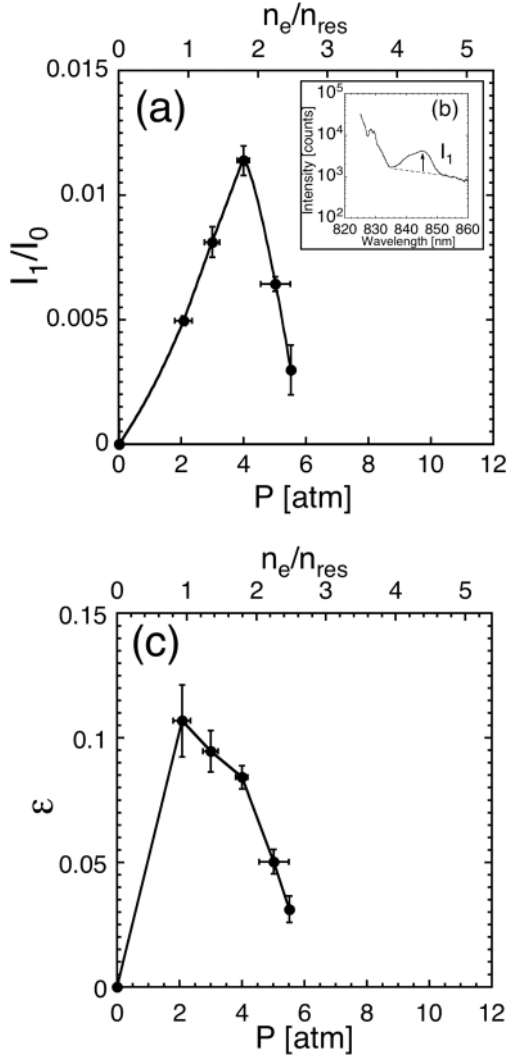 n_e/n_res
0 1 2 3 4 5
0.015
0.01
0.005
0
I_1/I_0
(a)
(b)
10^5
10^4
10^3
10^2
Intensity [counts]
I_1
820 830 840 850 860
Wavelength [nm]
0 2 4 6 8 10 12
P [atm]
n_e/n_res
0 1 2 3 4 5
0.15
0.1
0.05
0
ε
(c)
0 2 4 6 8 10 12
P [atm]